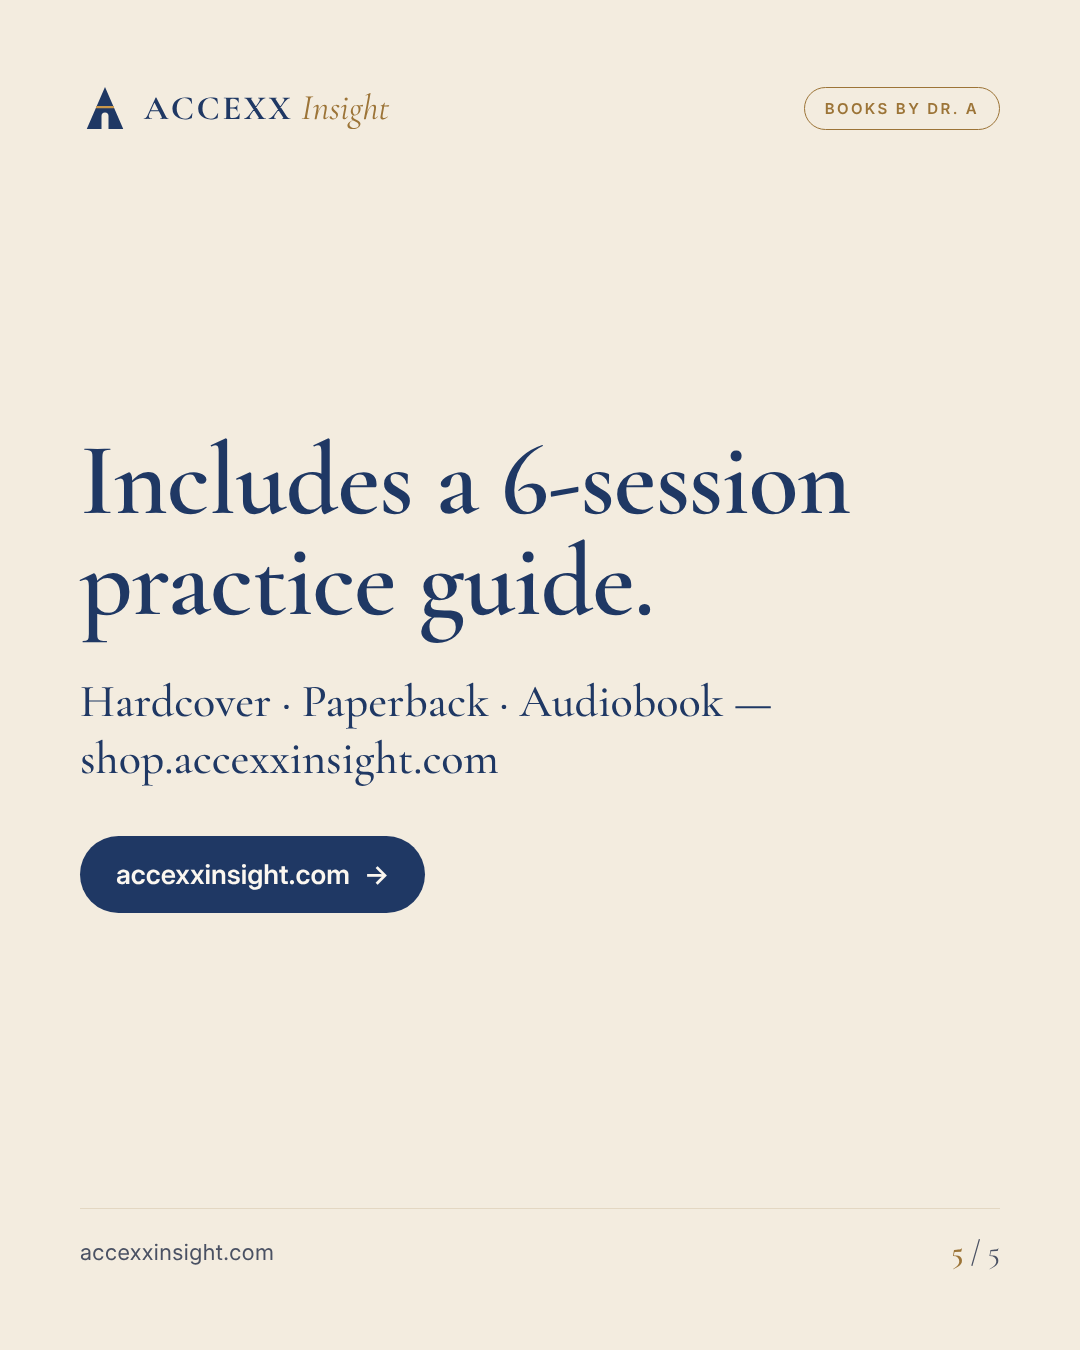 ACCEXX Insight
BOOKS BY DR. A
Includes a 6-session
practice guide.
Hardcover · Paperback · Audiobook —
shop.accexxinsight.com
accexxinsight.com →
accexxinsight.com
5 / 5